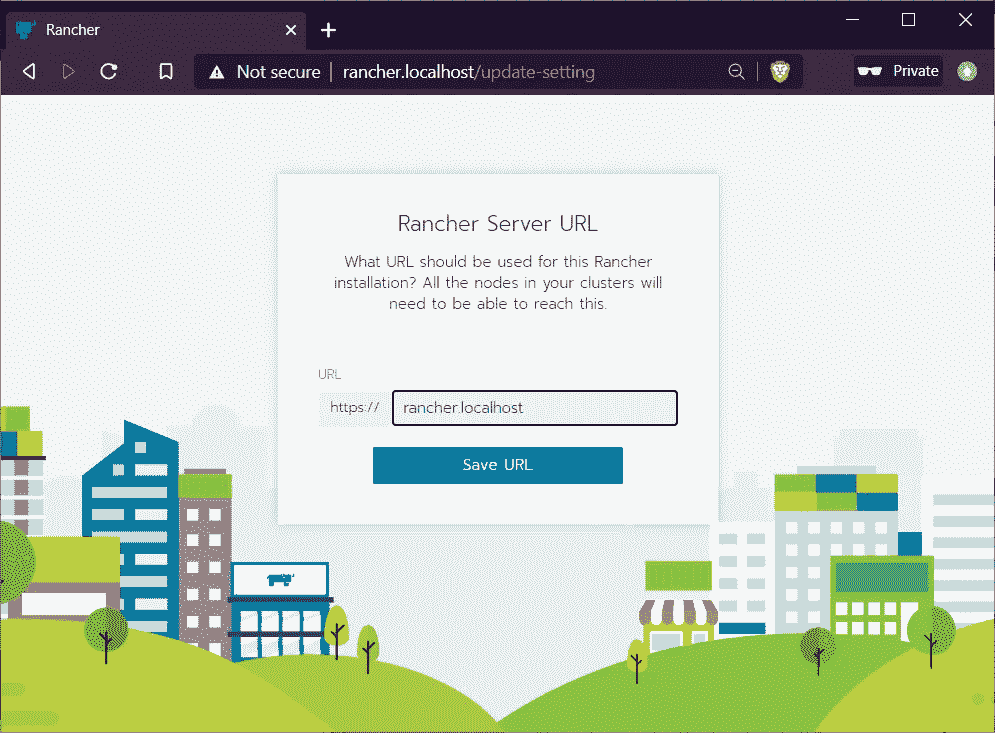 Rancher
Not secure rancher.localhost/update-setting Private
Rancher Server URL
What URL should be used for this Rancher
installation? All the nodes in your clusters will
need to be able to reach this.
URL
https:// rancher.localhost
Save URL